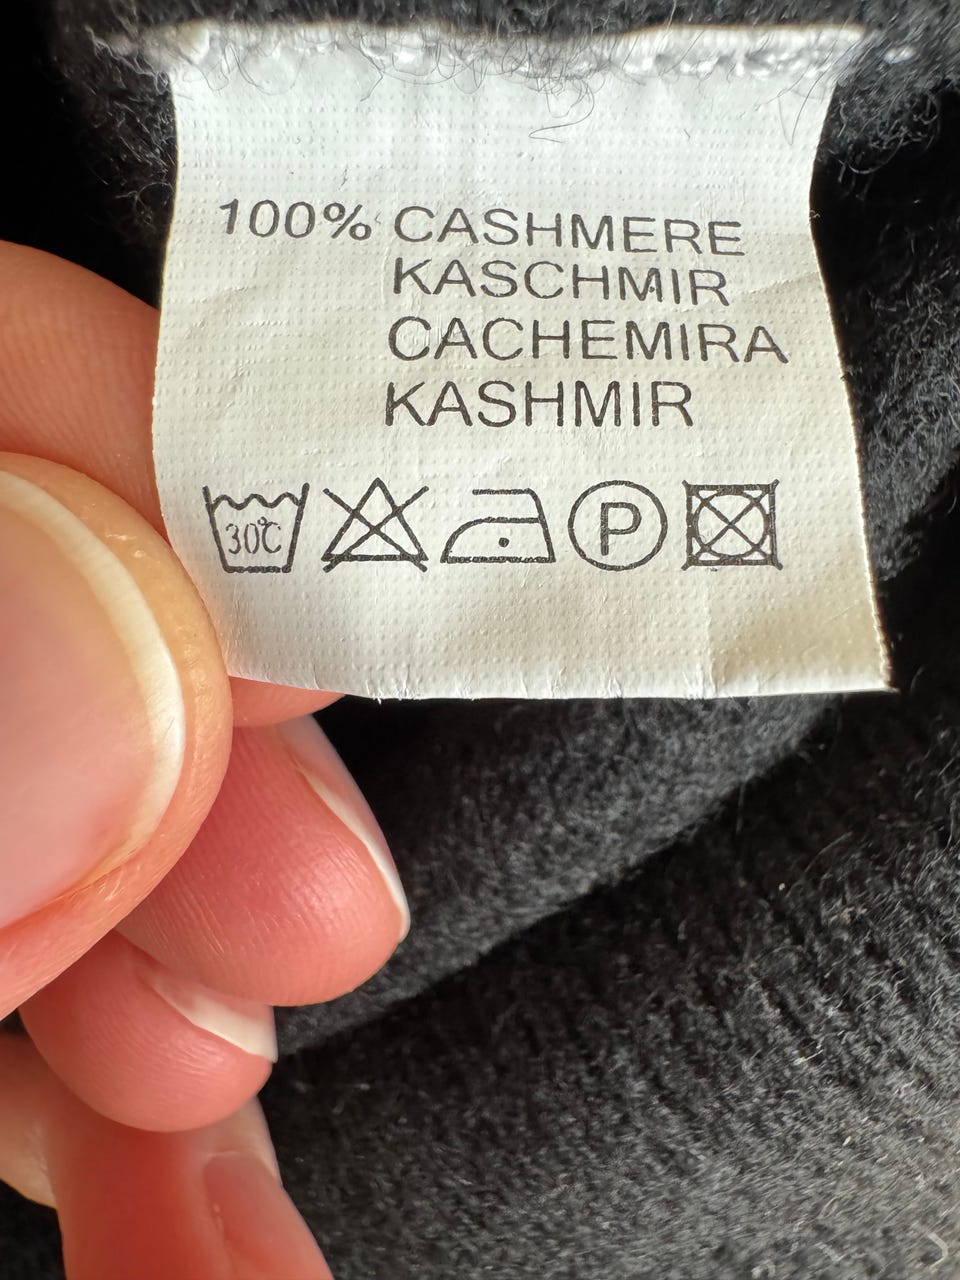 100% CASHMERE
KASCHMIR
CACHEMIRA
KASHMIR
30°C P